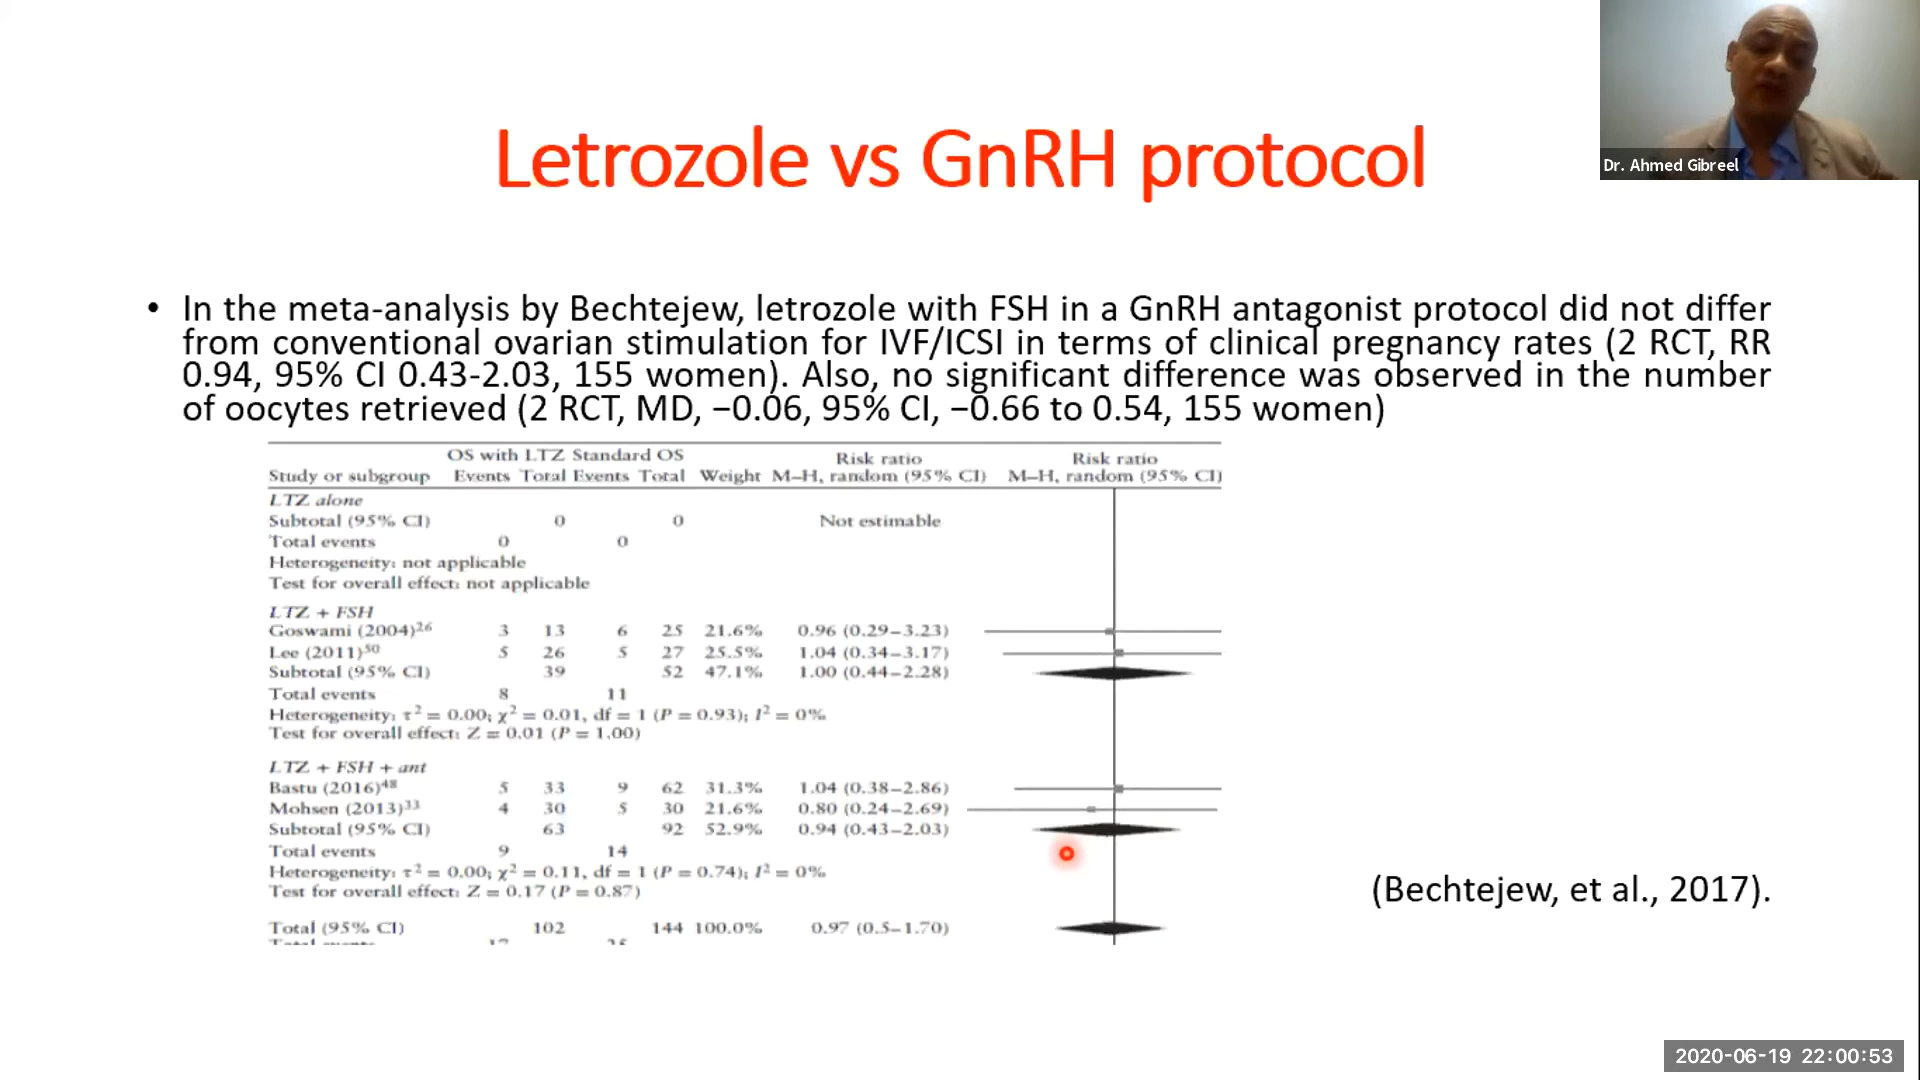 Dr. Ahmed Gibreel
Letrozole vs GnRH protocol
• In the meta-analysis by Bechtejew, letrozole with FSH in a GnRH antagonist protocol did not differ
from conventional ovarian stimulation for IVF/ICSI in terms of clinical pregnancy rates (2 RCT, RR
0.94, 95% CI 0.43-2.03, 155 women). Also, no significant difference was observed in the number
of oocytes retrieved (2 RCT, MD, −0.06, 95% CI, −0.66 to 0.54, 155 women)
OS with LTZ Standard OS Risk ratio Risk ratio
Study or subgroup Events Total Events Total Weight M–H, random (95% CI) M–H, random (95% CI)
LTZ alone
Subtotal (95% CI) 0 0 Not estimable
Total events 0 0
Heterogeneity: not applicable
Test for overall effect: not applicable
LTZ + FSH
Goswami (2004)²⁶ 3 13 6 25 21.6% 0.96 (0.29–3.23)
Lee (2011)⁵⁰ 5 26 5 27 25.5% 1.04 (0.34–3.17)
Subtotal (95% CI) 39 52 47.1% 1.00 (0.44–2.28)
Total events 8 11
Heterogeneity: τ² = 0.00; χ² = 0.01, df = 1 (P = 0.93); I² = 0%
Test for overall effect: Z = 0.01 (P = 1.00)
LTZ + FSH + ant
Bastu (2016)⁴⁸ 5 33 9 62 31.3% 1.04 (0.38–2.86)
Mohsen (2013)³³ 4 30 5 30 21.6% 0.80 (0.24–2.69)
Subtotal (95% CI) 63 92 52.9% 0.94 (0.43–2.03)
Total events 9 14
Heterogeneity: τ² = 0.00; χ² = 0.11, df = 1 (P = 0.74); I² = 0%
Test for overall effect: Z = 0.17 (P = 0.87)
(Bechtejew, et al., 2017).
Total (95% CI) 102 144 100.0% 0.97 (0.5–1.70)
2020-06-19 22:00:53